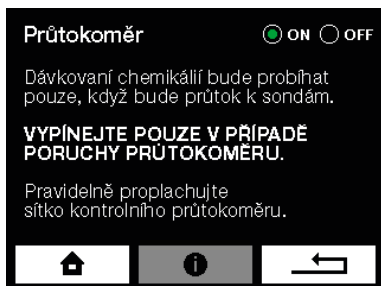 Průtokoměr ON OFF
Dávkovaní chemikálií bude probíhat
pouze, když bude průtok k sondám.
VYPÍNEJTE POUZE V PŘÍPADĚ
PORUCHY PRŮTOKOMĚRU.
Pravidelně proplachujte
sítko kontrolního průtokoměru.